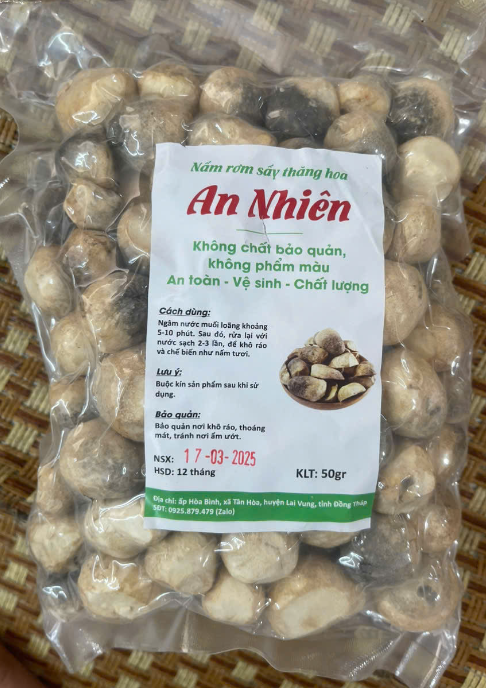 Nấm rơm sấy thăng hoa
An Nhiên
Không chất bảo quản,
không phẩm màu
An toàn - Vệ sinh - Chất lượng
Cách dùng:
Ngâm nước muối loãng khoảng
5-10 phút. Sau đó, rửa lại với
nước sạch 2-3 lần, để khô ráo
và chế biến như nấm tươi.
Lưu ý:
Buộc kín sản phẩm sau khi sử
dụng.
Bảo quản:
Bảo quản nơi khô ráo, thoáng
mát, tránh nơi ẩm ướt.
NSX: 17-03-2025
HSD: 12 tháng KLT: 50gr
Địa chỉ: ấp Hòa Bình, xã Tân Hòa, huyện Lai Vung, tỉnh Đồng Tháp
SĐT: 0925.879.479 (Zalo)